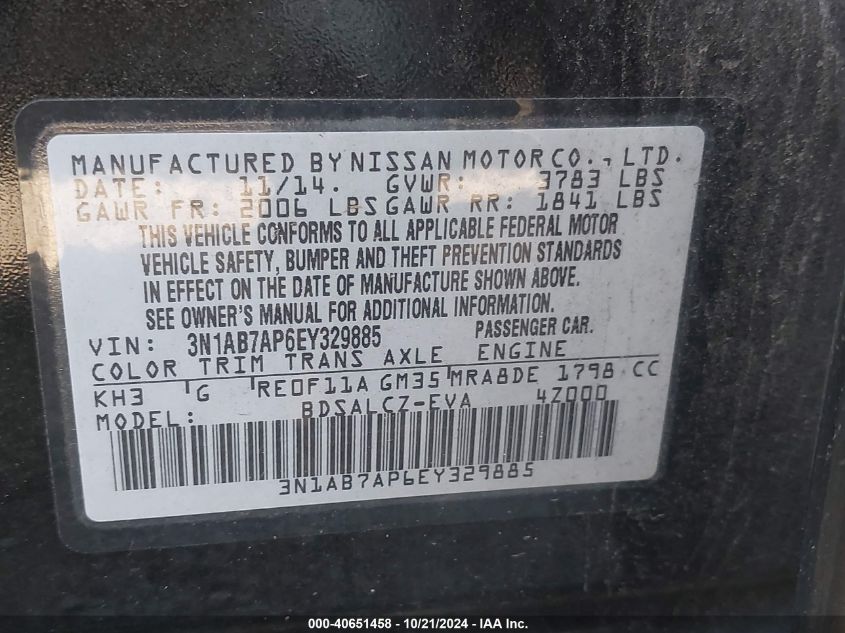 MANUFACTURED BY NISSAN MOTOR CO., LTD.
DATE: 11/14. GVWR: 3783 LBS
GAWR FR: 2006 LBS GAWR RR: 1841 LBS
THIS VEHICLE CONFORMS TO ALL APPLICABLE FEDERAL MOTOR
VEHICLE SAFETY, BUMPER AND THEFT PREVENTION STANDARDS
IN EFFECT ON THE DATE OF MANUFACTURE SHOWN ABOVE.
SEE OWNER'S MANUAL FOR ADDITIONAL INFORMATION.
VIN: 3N1AB7AP6EY329885 PASSENGER CAR.
COLOR TRIM TRANS AXLE ENGINE
KH3 G RE0F11A GM35 MRA8DE 1798 CC
MODEL: BDSALCZ-EVA 4Z000
3N1AB7AP6EY329885
000-40651458 - 10/21/2024 - IAA Inc.